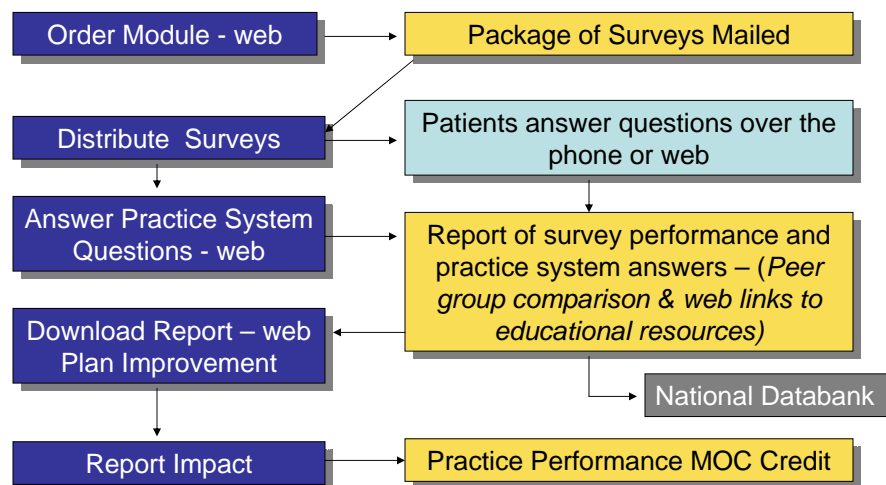 Order Module - web
Package of Surveys Mailed
Distribute Surveys
Patients answer questions over the
phone or web
Answer Practice System
Questions - web
Report of survey performance and
practice system answers – (Peer
group comparison & web links to
educational resources)
Download Report – web
Plan Improvement
National Databank
Report Impact
Practice Performance MOC Credit